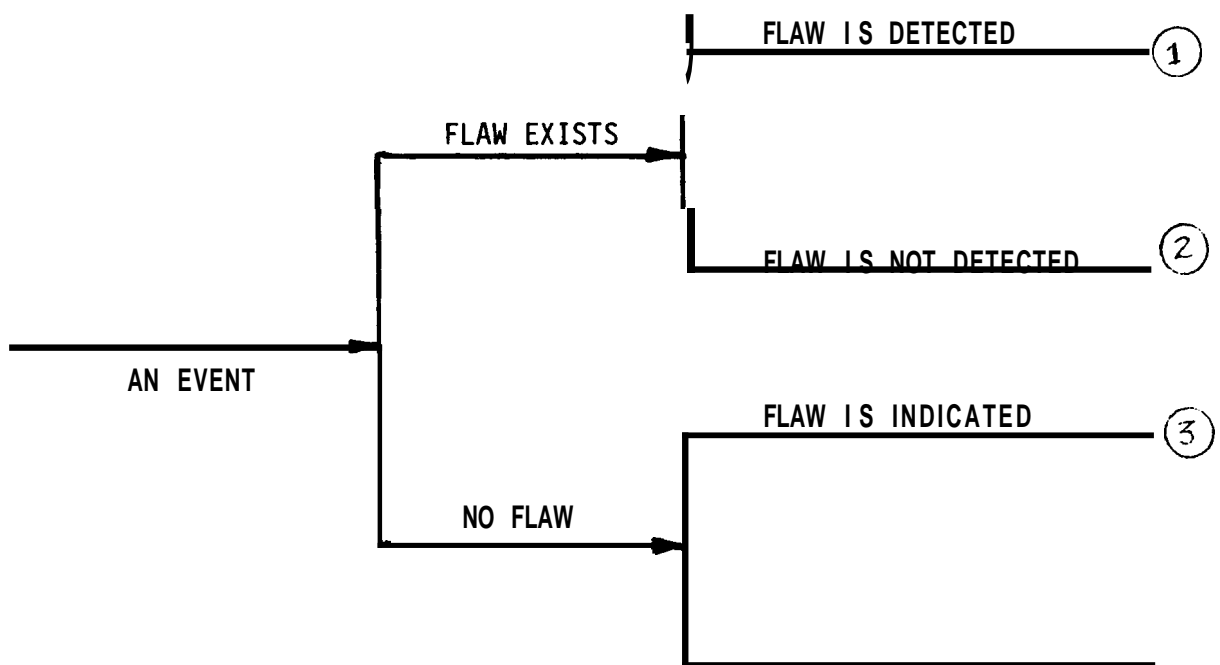 FLAW IS DETECTED
1
FLAW EXISTS
FLAW IS NOT DETECTED
2
AN EVENT
FLAW IS INDICATED
3
NO FLAW